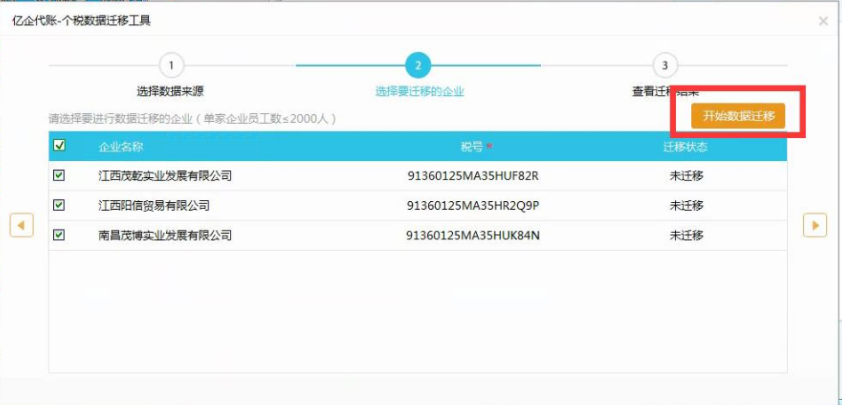 亿企代账-个税数据迁移工具
1 2 3
选择数据来源 选择要迁移的企业 查看迁移结果
开始数据迁移
请选择要进行数据迁移的企业（单家企业员工数≤2000人）
企业名称 税号* 迁移状态
江西茂乾实业发展有限公司 91360125MA35HUF82R 未迁移
江西阳信贸易有限公司 91360125MA35HR2Q9P 未迁移
南昌茂博实业发展有限公司 91360125MA35HUK84N 未迁移